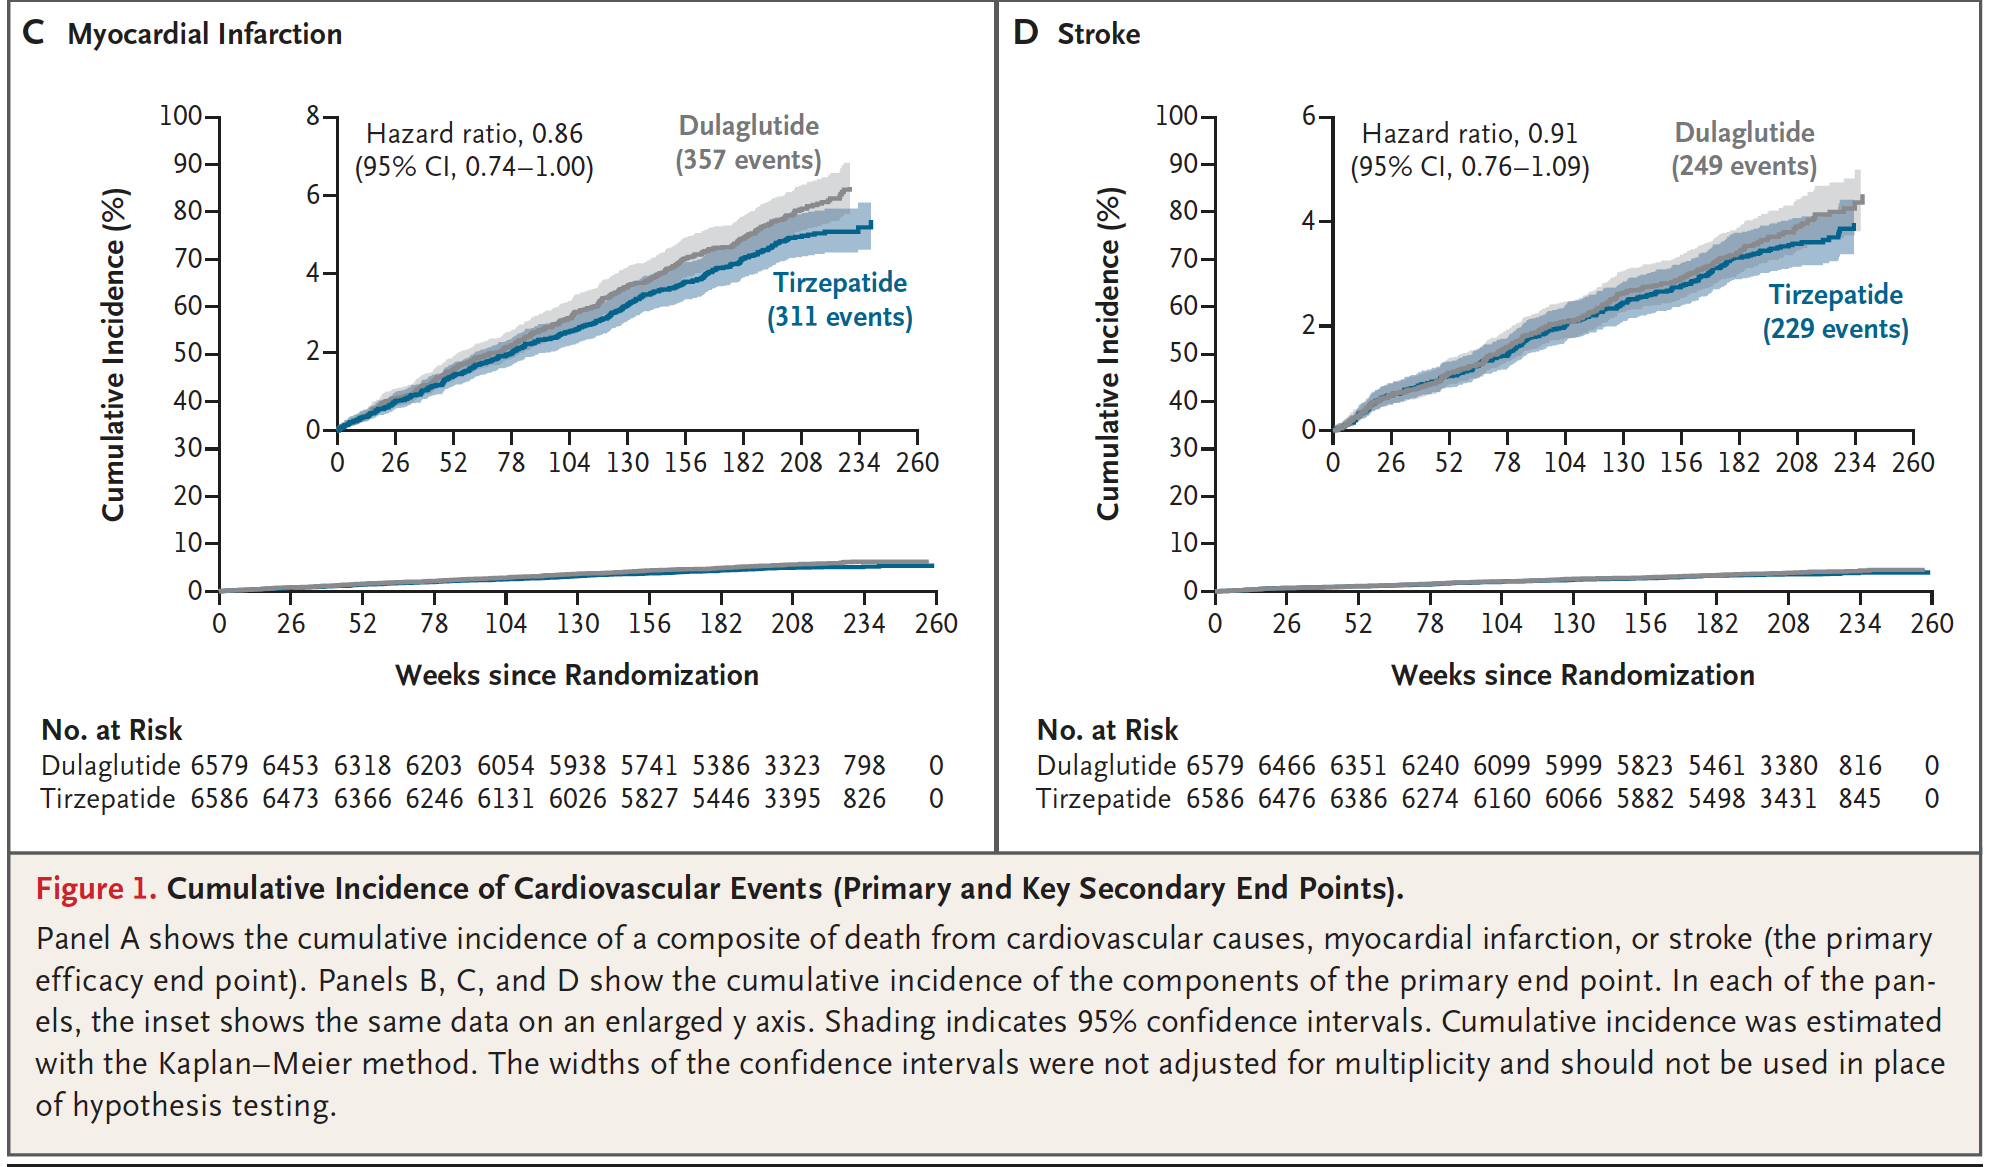 C Myocardial Infarction
Cumulative Incidence (%)
100
90
80
70
60
50
40
30
20
10
0
8
6
4
2
0
Hazard ratio, 0.86
(95% CI, 0.74–1.00)
Dulaglutide
(357 events)
Tirzepatide
(311 events)
0 26 52 78 104 130 156 182 208 234 260
0 26 52 78 104 130 156 182 208 234 260
Weeks since Randomization
No. at Risk
Dulaglutide 6579 6453 6318 6203 6054 5938 5741 5386 3323 798 0
Tirzepatide 6586 6473 6366 6246 6131 6026 5827 5446 3395 826 0
D Stroke
Cumulative Incidence (%)
100
90
80
70
60
50
40
30
20
10
0
6
4
2
0
Hazard ratio, 0.91
(95% CI, 0.76–1.09)
Dulaglutide
(249 events)
Tirzepatide
(229 events)
0 26 52 78 104 130 156 182 208 234 260
0 26 52 78 104 130 156 182 208 234 260
Weeks since Randomization
No. at Risk
Dulaglutide 6579 6466 6351 6240 6099 5999 5823 5461 3380 816 0
Tirzepatide 6586 6476 6386 6274 6160 6066 5882 5498 3431 845 0
Figure 1. Cumulative Incidence of Cardiovascular Events (Primary and Key Secondary End Points).
Panel A shows the cumulative incidence of a composite of death from cardiovascular causes, myocardial infarction, or stroke (the primary
efficacy end point). Panels B, C, and D show the cumulative incidence of the components of the primary end point. In each of the pan-
els, the inset shows the same data on an enlarged y axis. Shading indicates 95% confidence intervals. Cumulative incidence was estimated
with the Kaplan–Meier method. The widths of the confidence intervals were not adjusted for multiplicity and should not be used in place
of hypothesis testing.